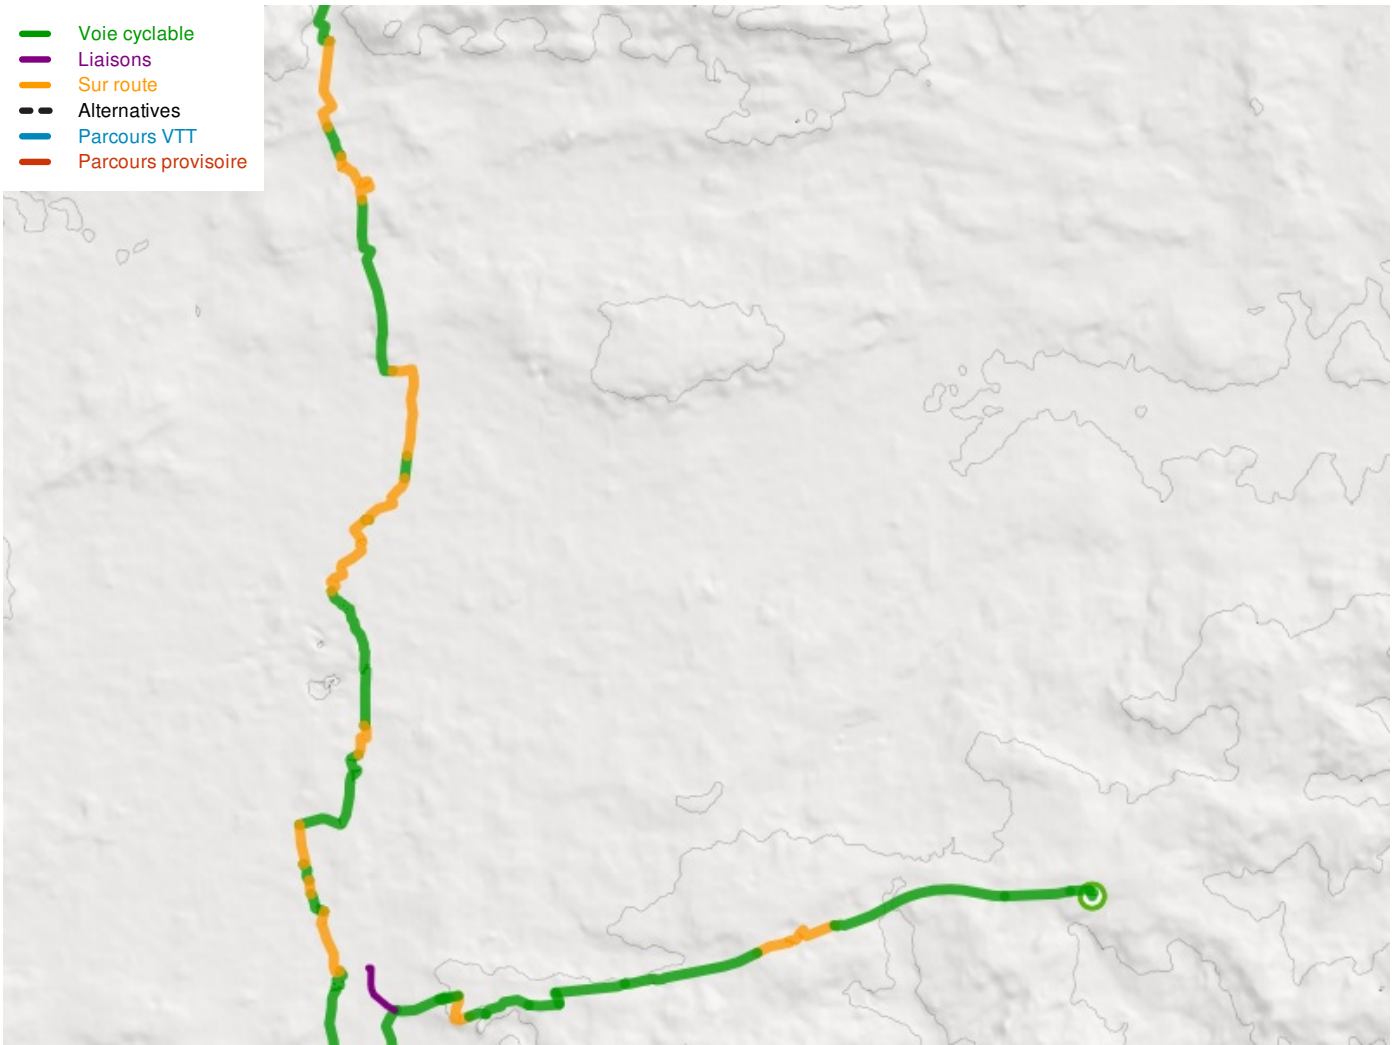 Voie cyclable
Liaisons
Sur route
Alternatives
Parcours VTT
Parcours provisoire